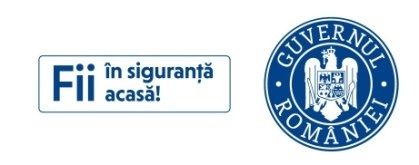 Fii în siguranță
acasă!
GUVERNUL
ROMÂNIEI